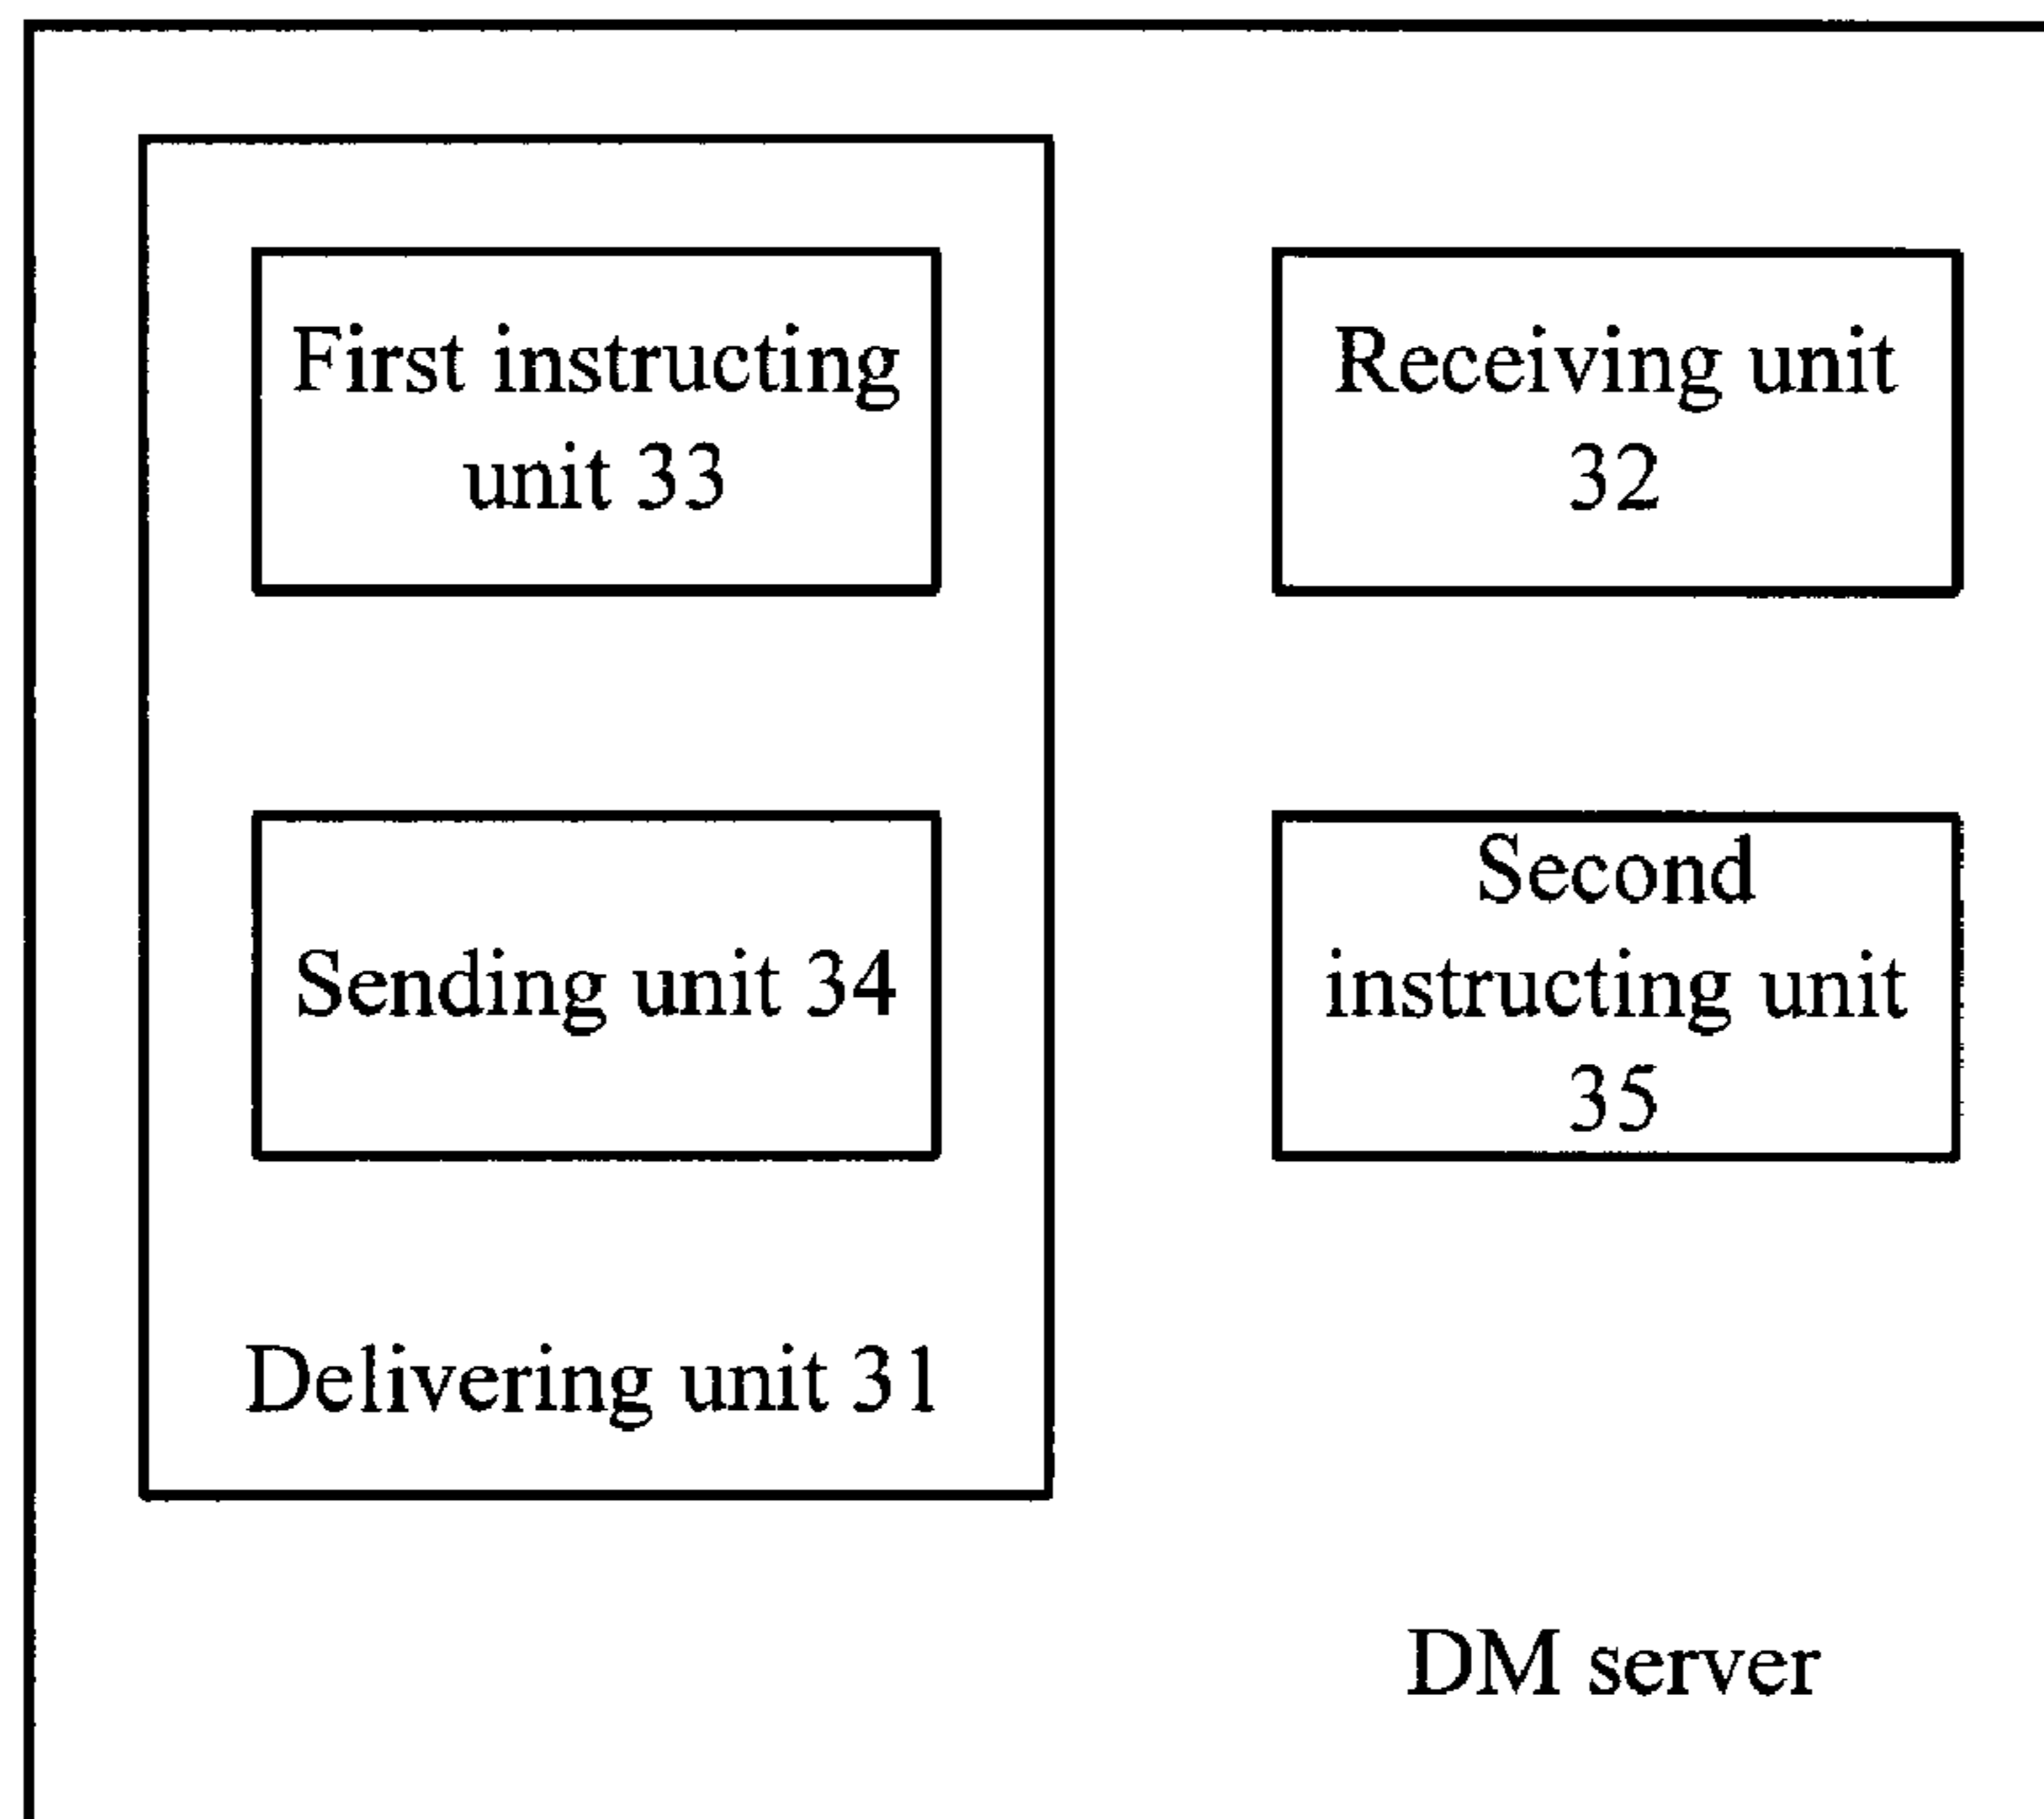 First instructing
unit 33
Sending unit 34
Delivering unit 31
Receiving unit
32
Second
instructing unit
35
DM server